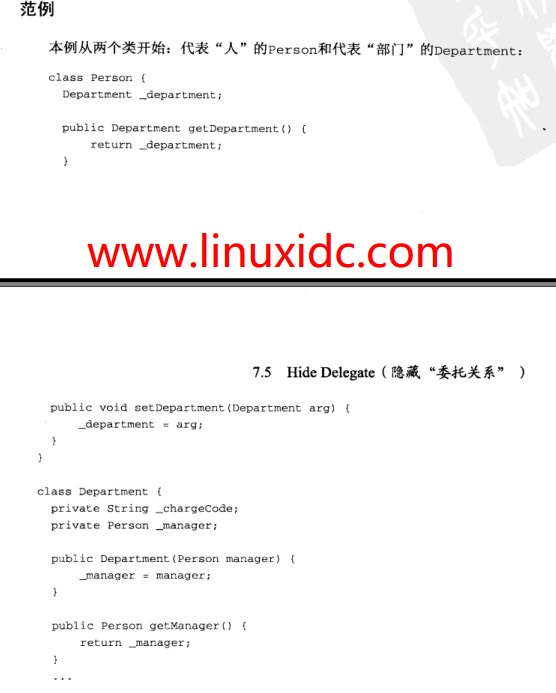 范例
本例从两个类开始：代表“人”的Person和代表“部门”的Department：
class Person {
  Department _department;

  public Department getDepartment() {
      return _department;
  }
www.linuxidc.com
7.5 Hide Delegate（隐藏“委托关系” ）
  public void setDepartment(Department arg) {
      _department = arg;
  }
}

class Department {
  private String _chargeCode;
  private Person _manager;

  public Department(Person manager) {
      _manager = manager;
  }

  public Person getManager() {
      return _manager;
  }
  ...